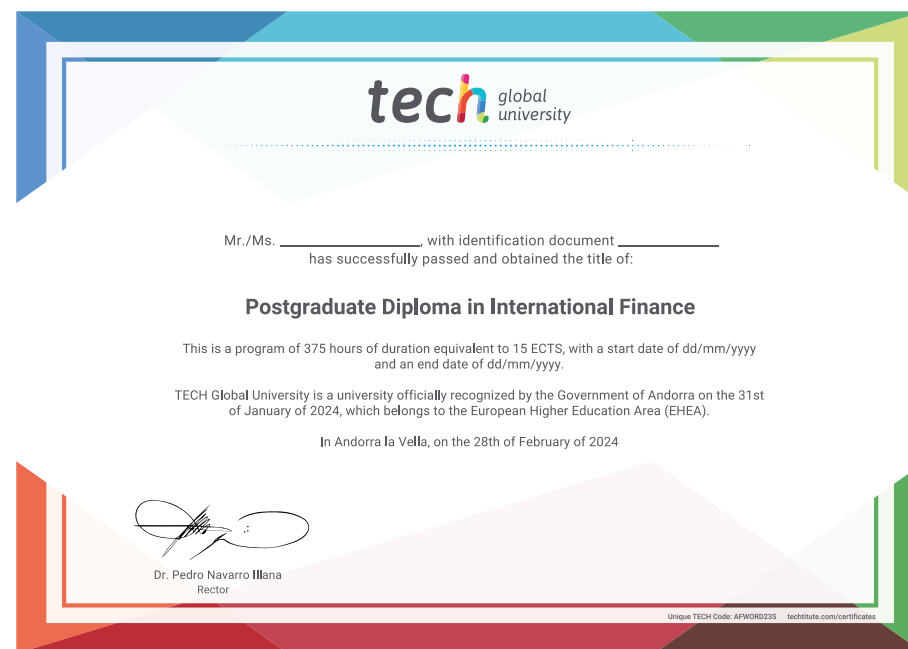 tech global
university
Mr./Ms. ____________________, with identification document ______________
has successfully passed and obtained the title of:
Postgraduate Diploma in International Finance
This is a program of 375 hours of duration equivalent to 15 ECTS, with a start date of dd/mm/yyyy
and an end date of dd/mm/yyyy.
TECH Global University is a university officially recognized by the Government of Andorra on the 31st
of January of 2024, which belongs to the European Higher Education Area (EHEA).
In Andorra la Vella, on the 28th of February of 2024
Dr. Pedro Navarro Illana
Rector
Unique TECH Code: AFWORD23S techtitute.com/certificates